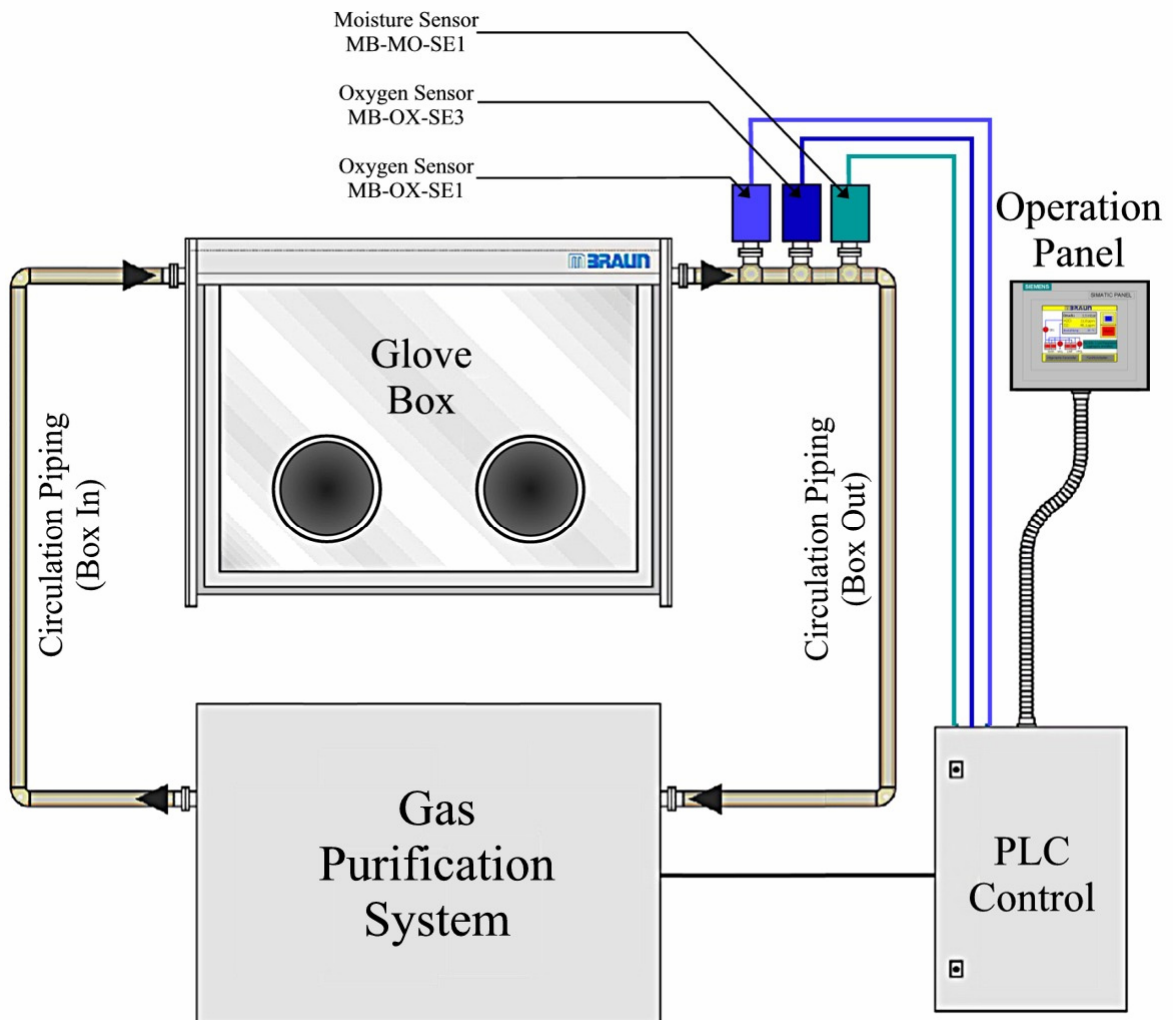 Moisture Sensor
MB-MO-SE1
Oxygen Sensor
MB-OX-SE3
Oxygen Sensor
MB-OX-SE1
Operation
Panel
BRAUN
SIEMENS
SIMATIC PANEL
BRAUN
Glove
Box
Circulation Piping
(Box In)
Circulation Piping
(Box Out)
Gas
Purification
System
PLC
Control